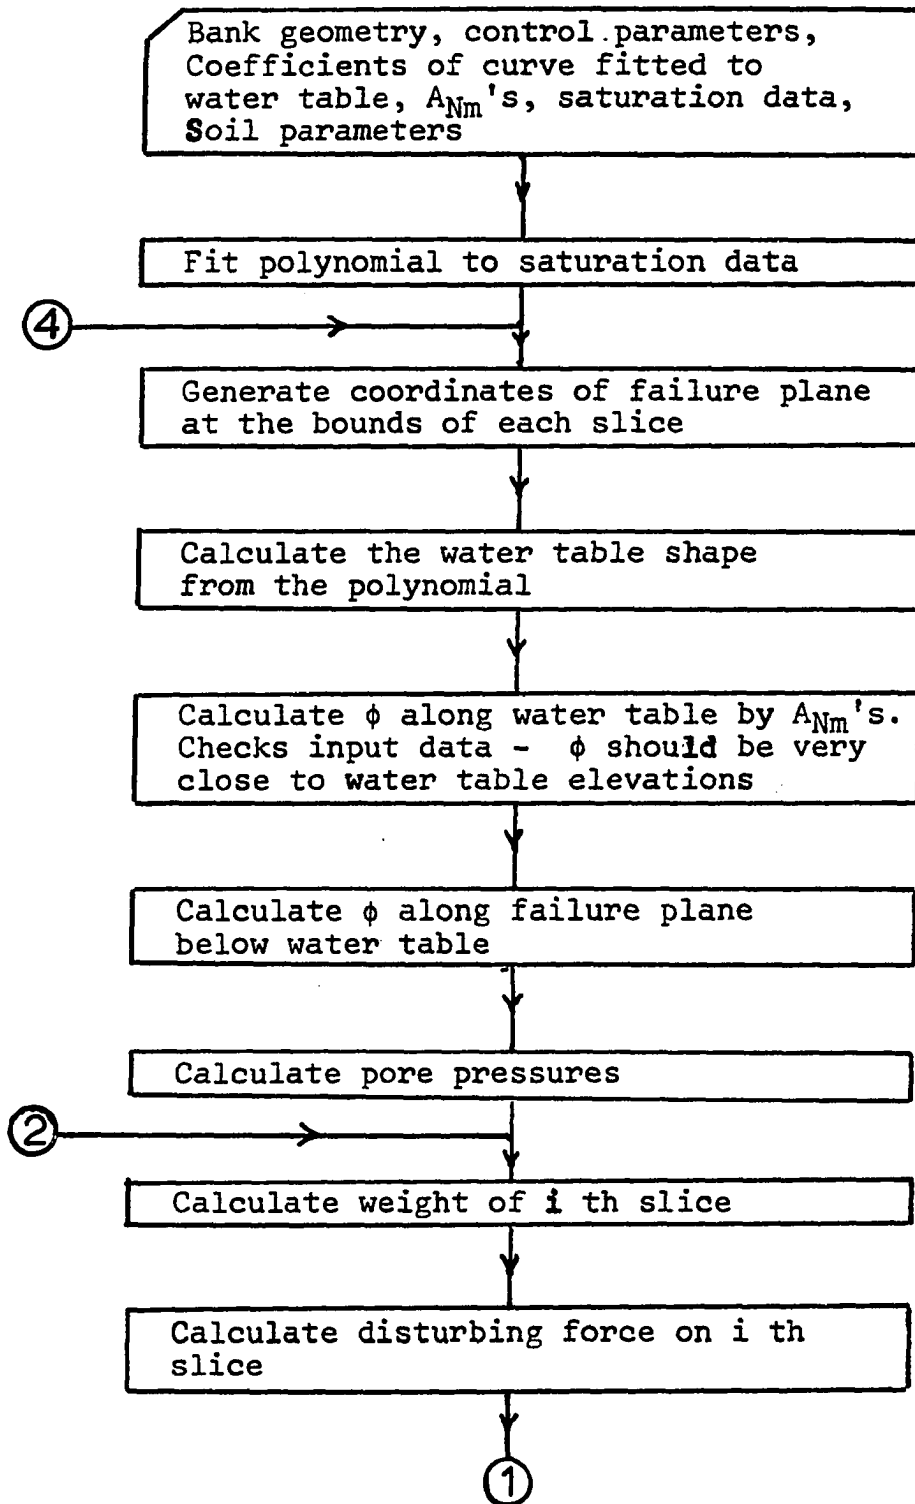 Bank geometry, control parameters,
Coefficients of curve fitted to
water table, A_Nm's, saturation data,
Soil parameters
Fit polynomial to saturation data
4
Generate coordinates of failure plane
at the bounds of each slice
Calculate the water table shape
from the polynomial
Calculate ϕ along water table by A_Nm's.
Checks input data - ϕ should be very
close to water table elevations
Calculate ϕ along failure plane
below water table
Calculate pore pressures
2
Calculate weight of i th slice
Calculate disturbing force on i th
slice
1